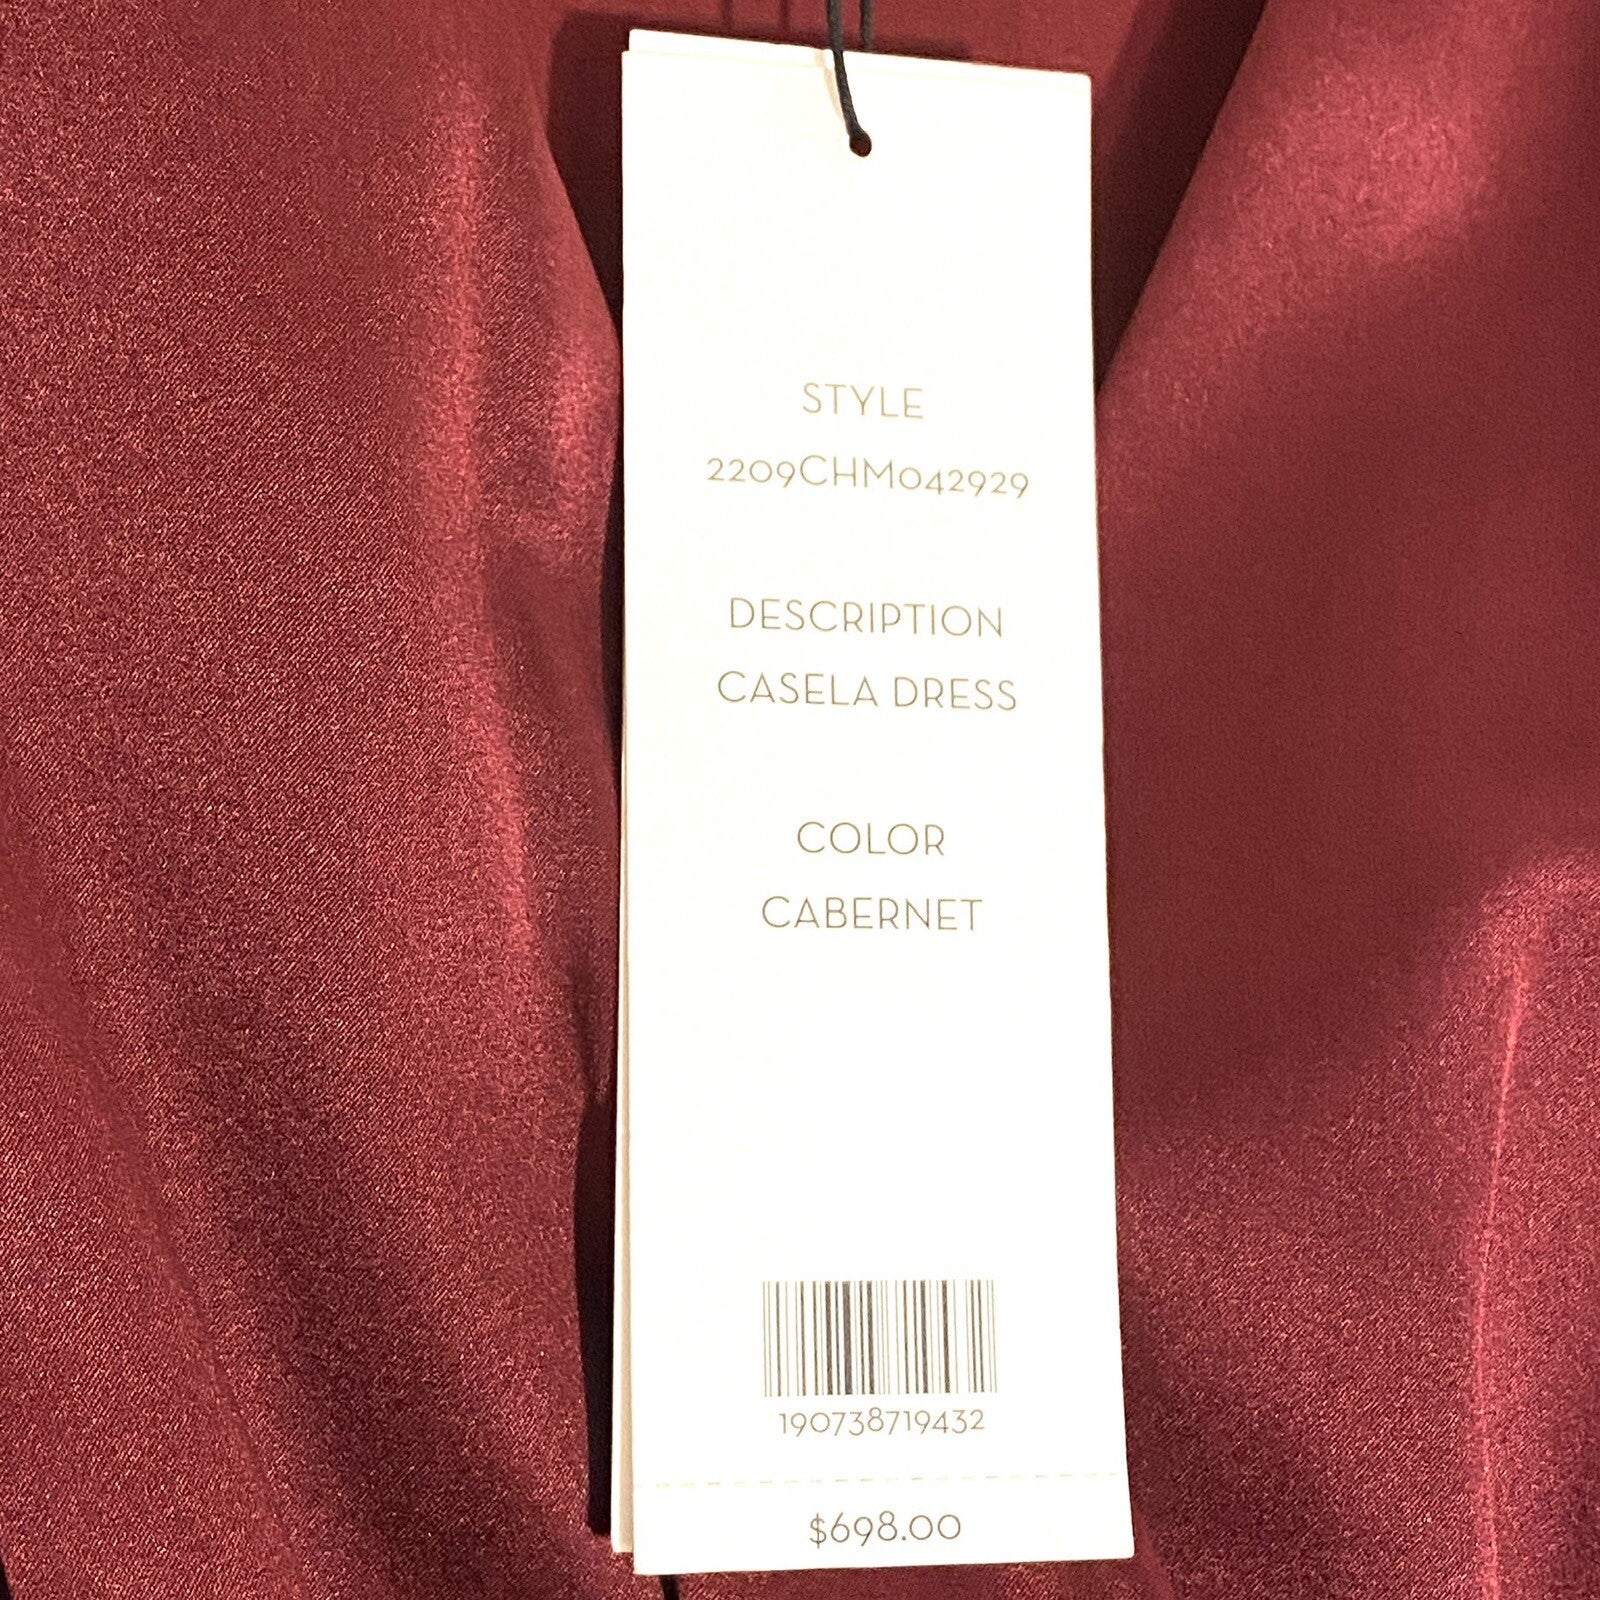 STYLE
2209CHM042929
DESCRIPTION
CASELA DRESS
COLOR
CABERNET
190738719432
$698.00